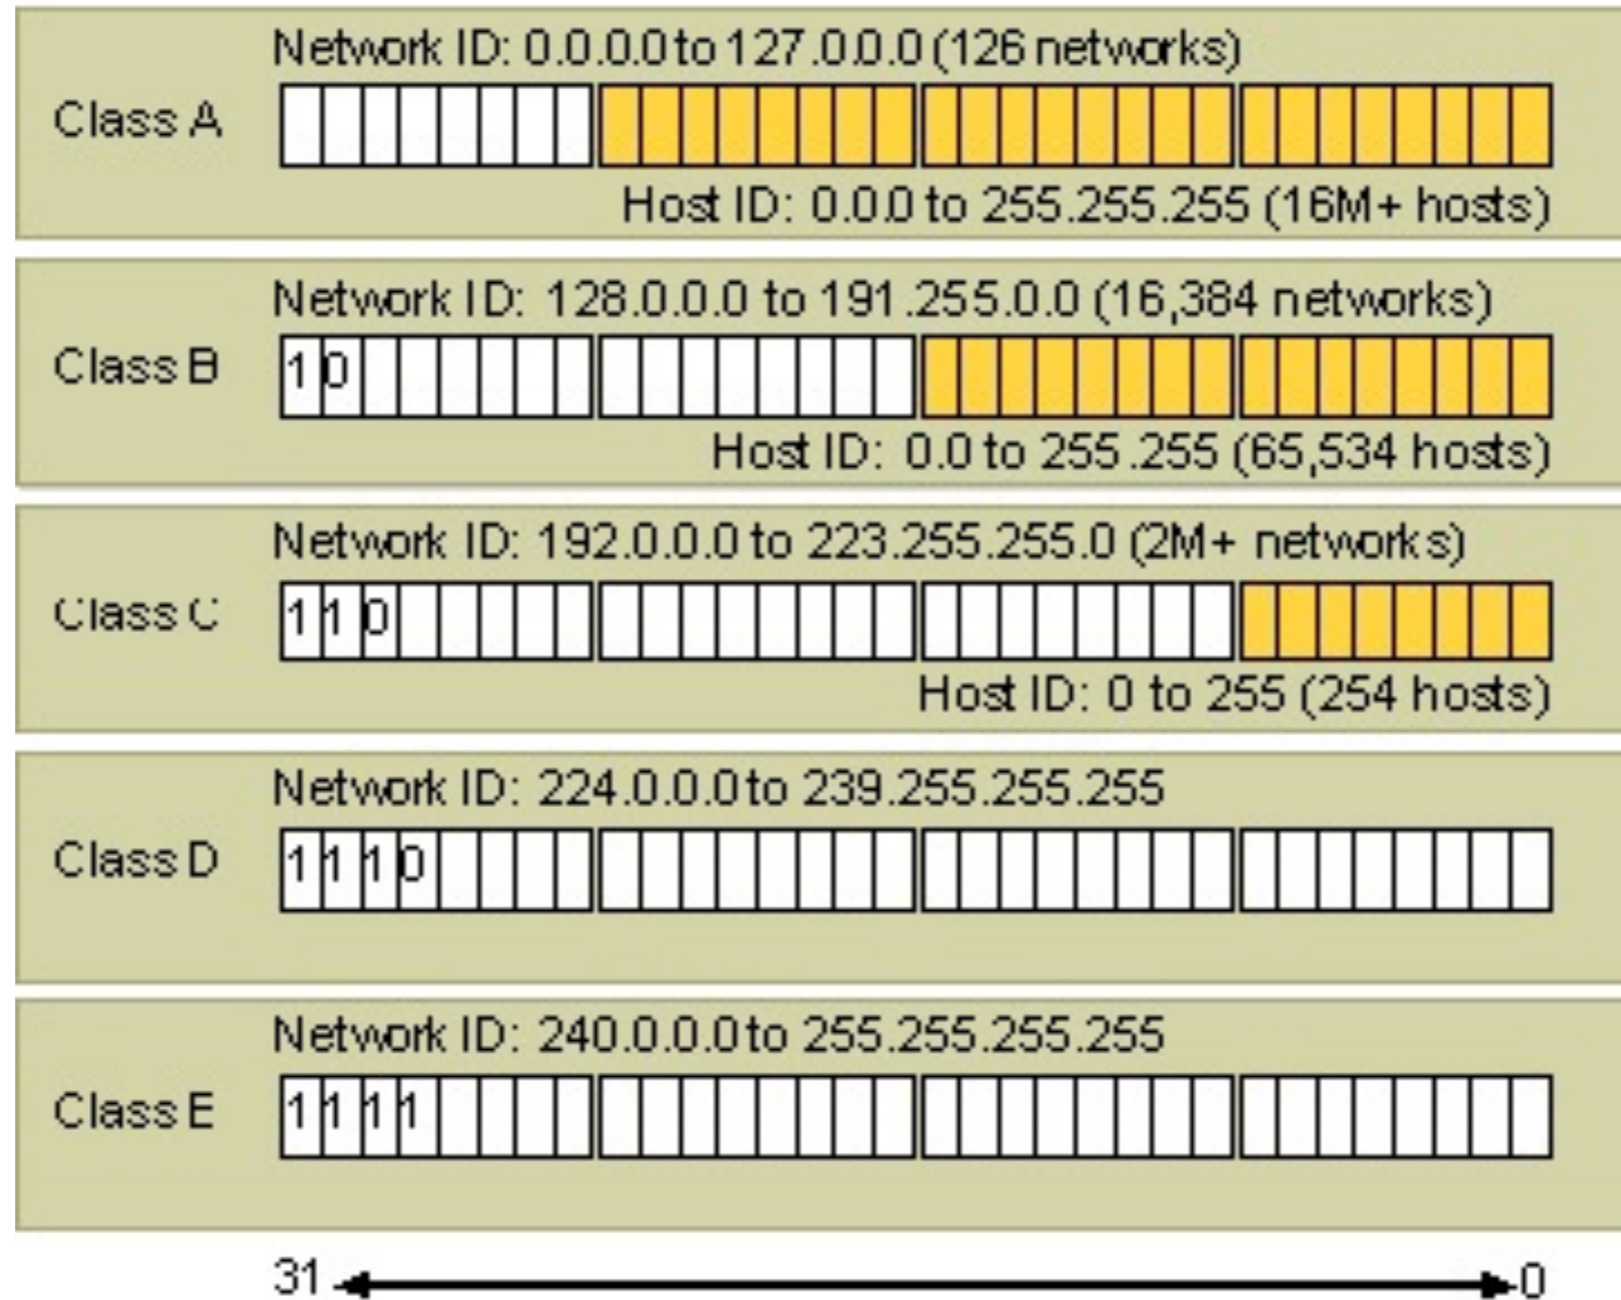 Network ID: 0.0.0.0 to 127.0.0.0 (126 networks)
Class A
Host ID: 0.0.0 to 255.255.255 (16M+ hosts)
Network ID: 128.0.0.0 to 191.255.0.0 (16,384 networks)
Class B
1 0
Host ID: 0.0 to 255.255 (65,534 hosts)
Network ID: 192.0.0.0 to 223.255.255.0 (2M+ networks)
Class C
1 1 0
Host ID: 0 to 255 (254 hosts)
Network ID: 224.0.0.0 to 239.255.255.255
Class D
1 1 1 0
Network ID: 240.0.0.0 to 255.255.255.255
Class E
1 1 1 1
31 0